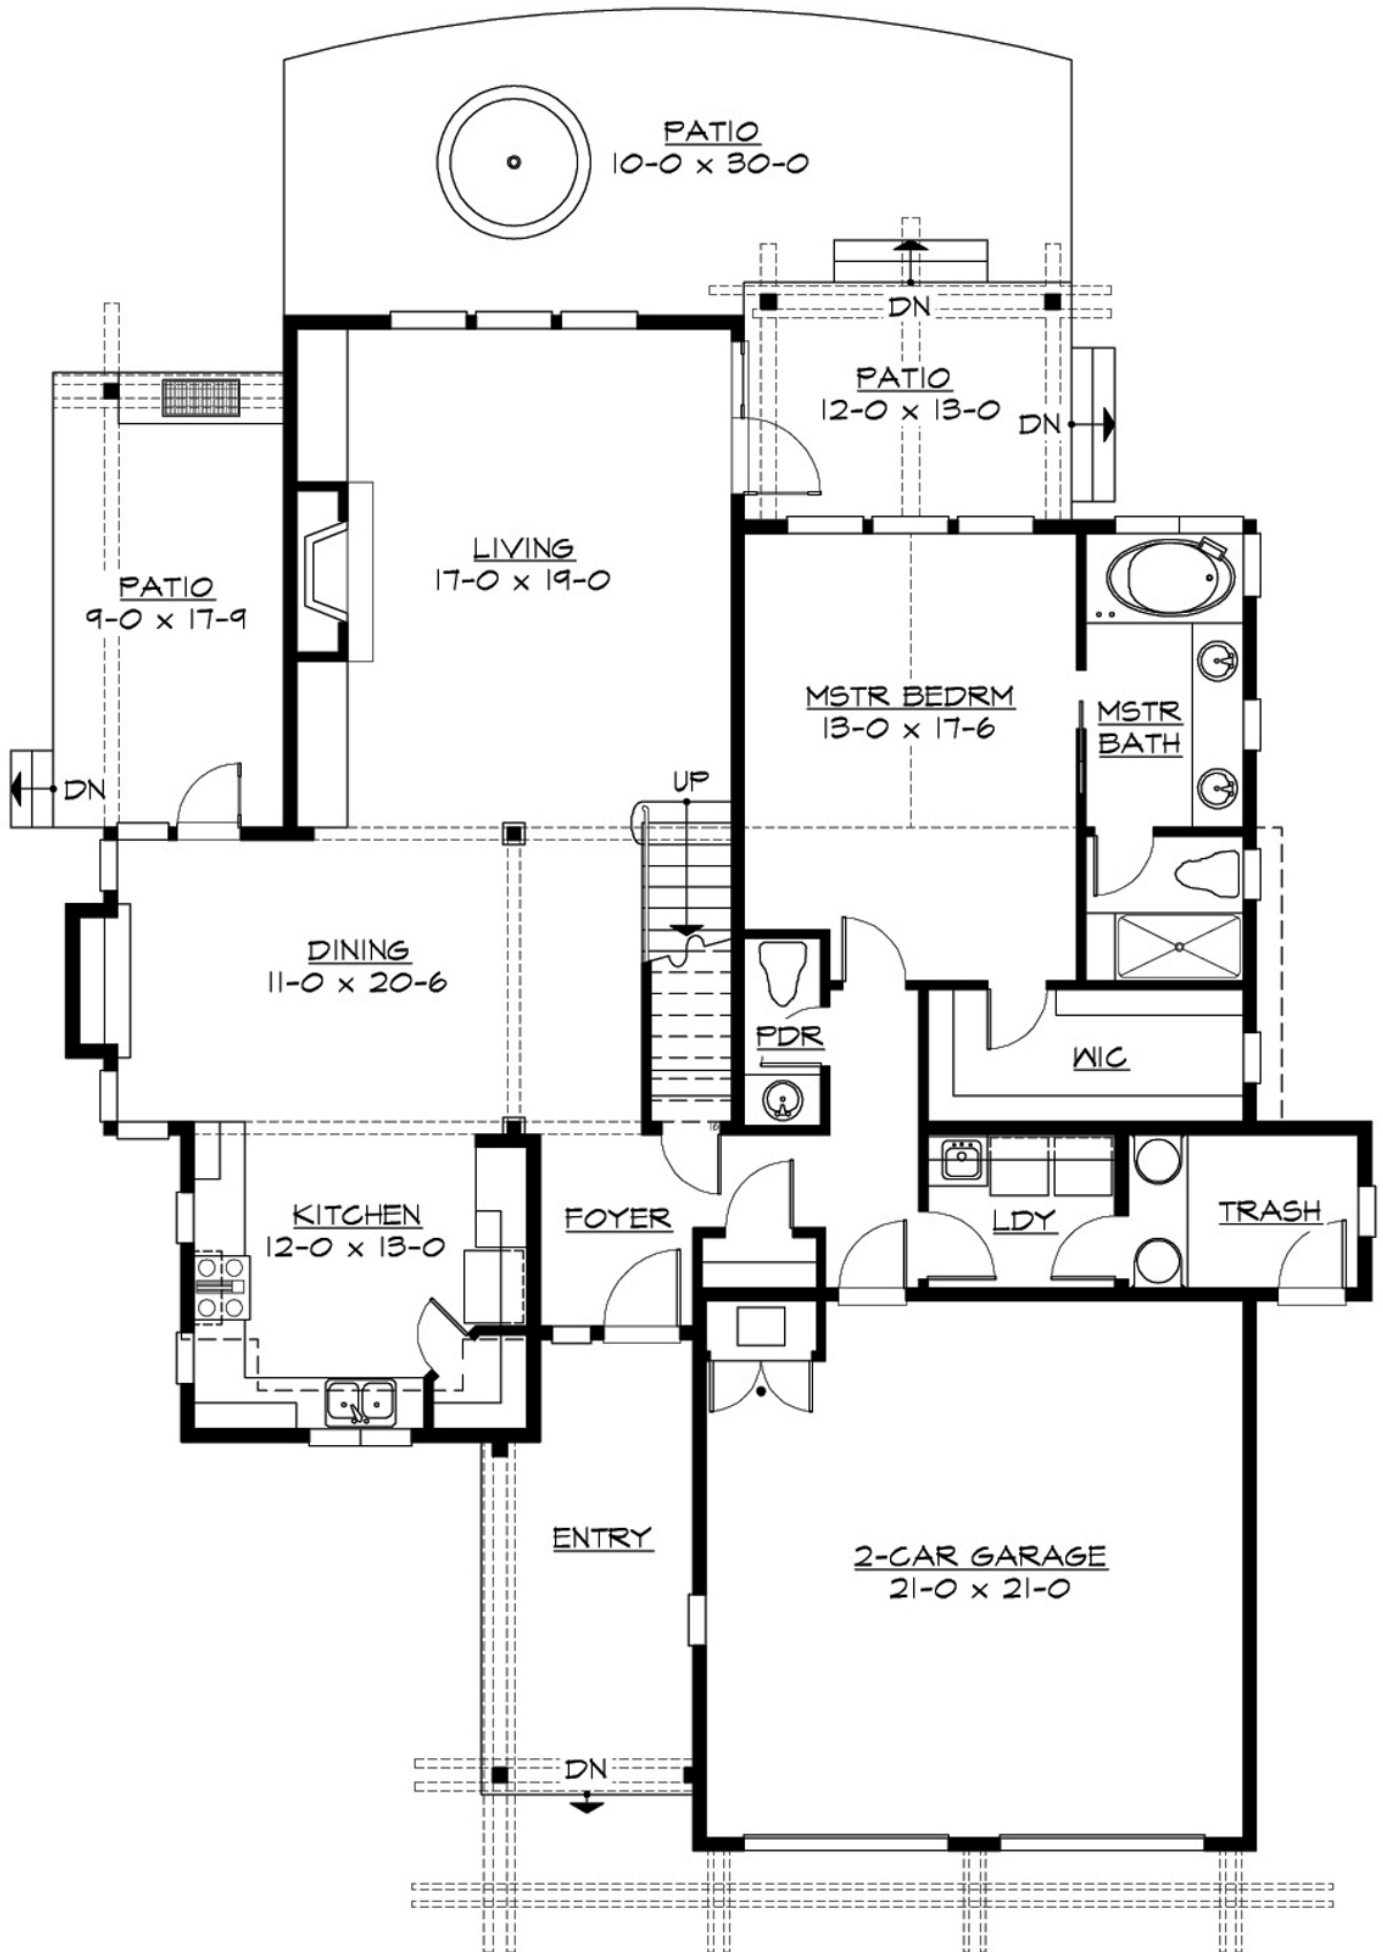 PATIO
10-0 x 30-0
DN
PATIO
12-0 x 13-0
DN
LIVING
17-0 x 19-0
PATIO
9-0 x 17-9
DN
MSTR BEDRM
13-0 x 17-6
MSTR
BATH
UP
DINING
11-0 x 20-6
PDR
WIC
KITCHEN
12-0 x 13-0
FOYER
LDY
TRASH
ENTRY
2-CAR GARAGE
21-0 x 21-0
DN